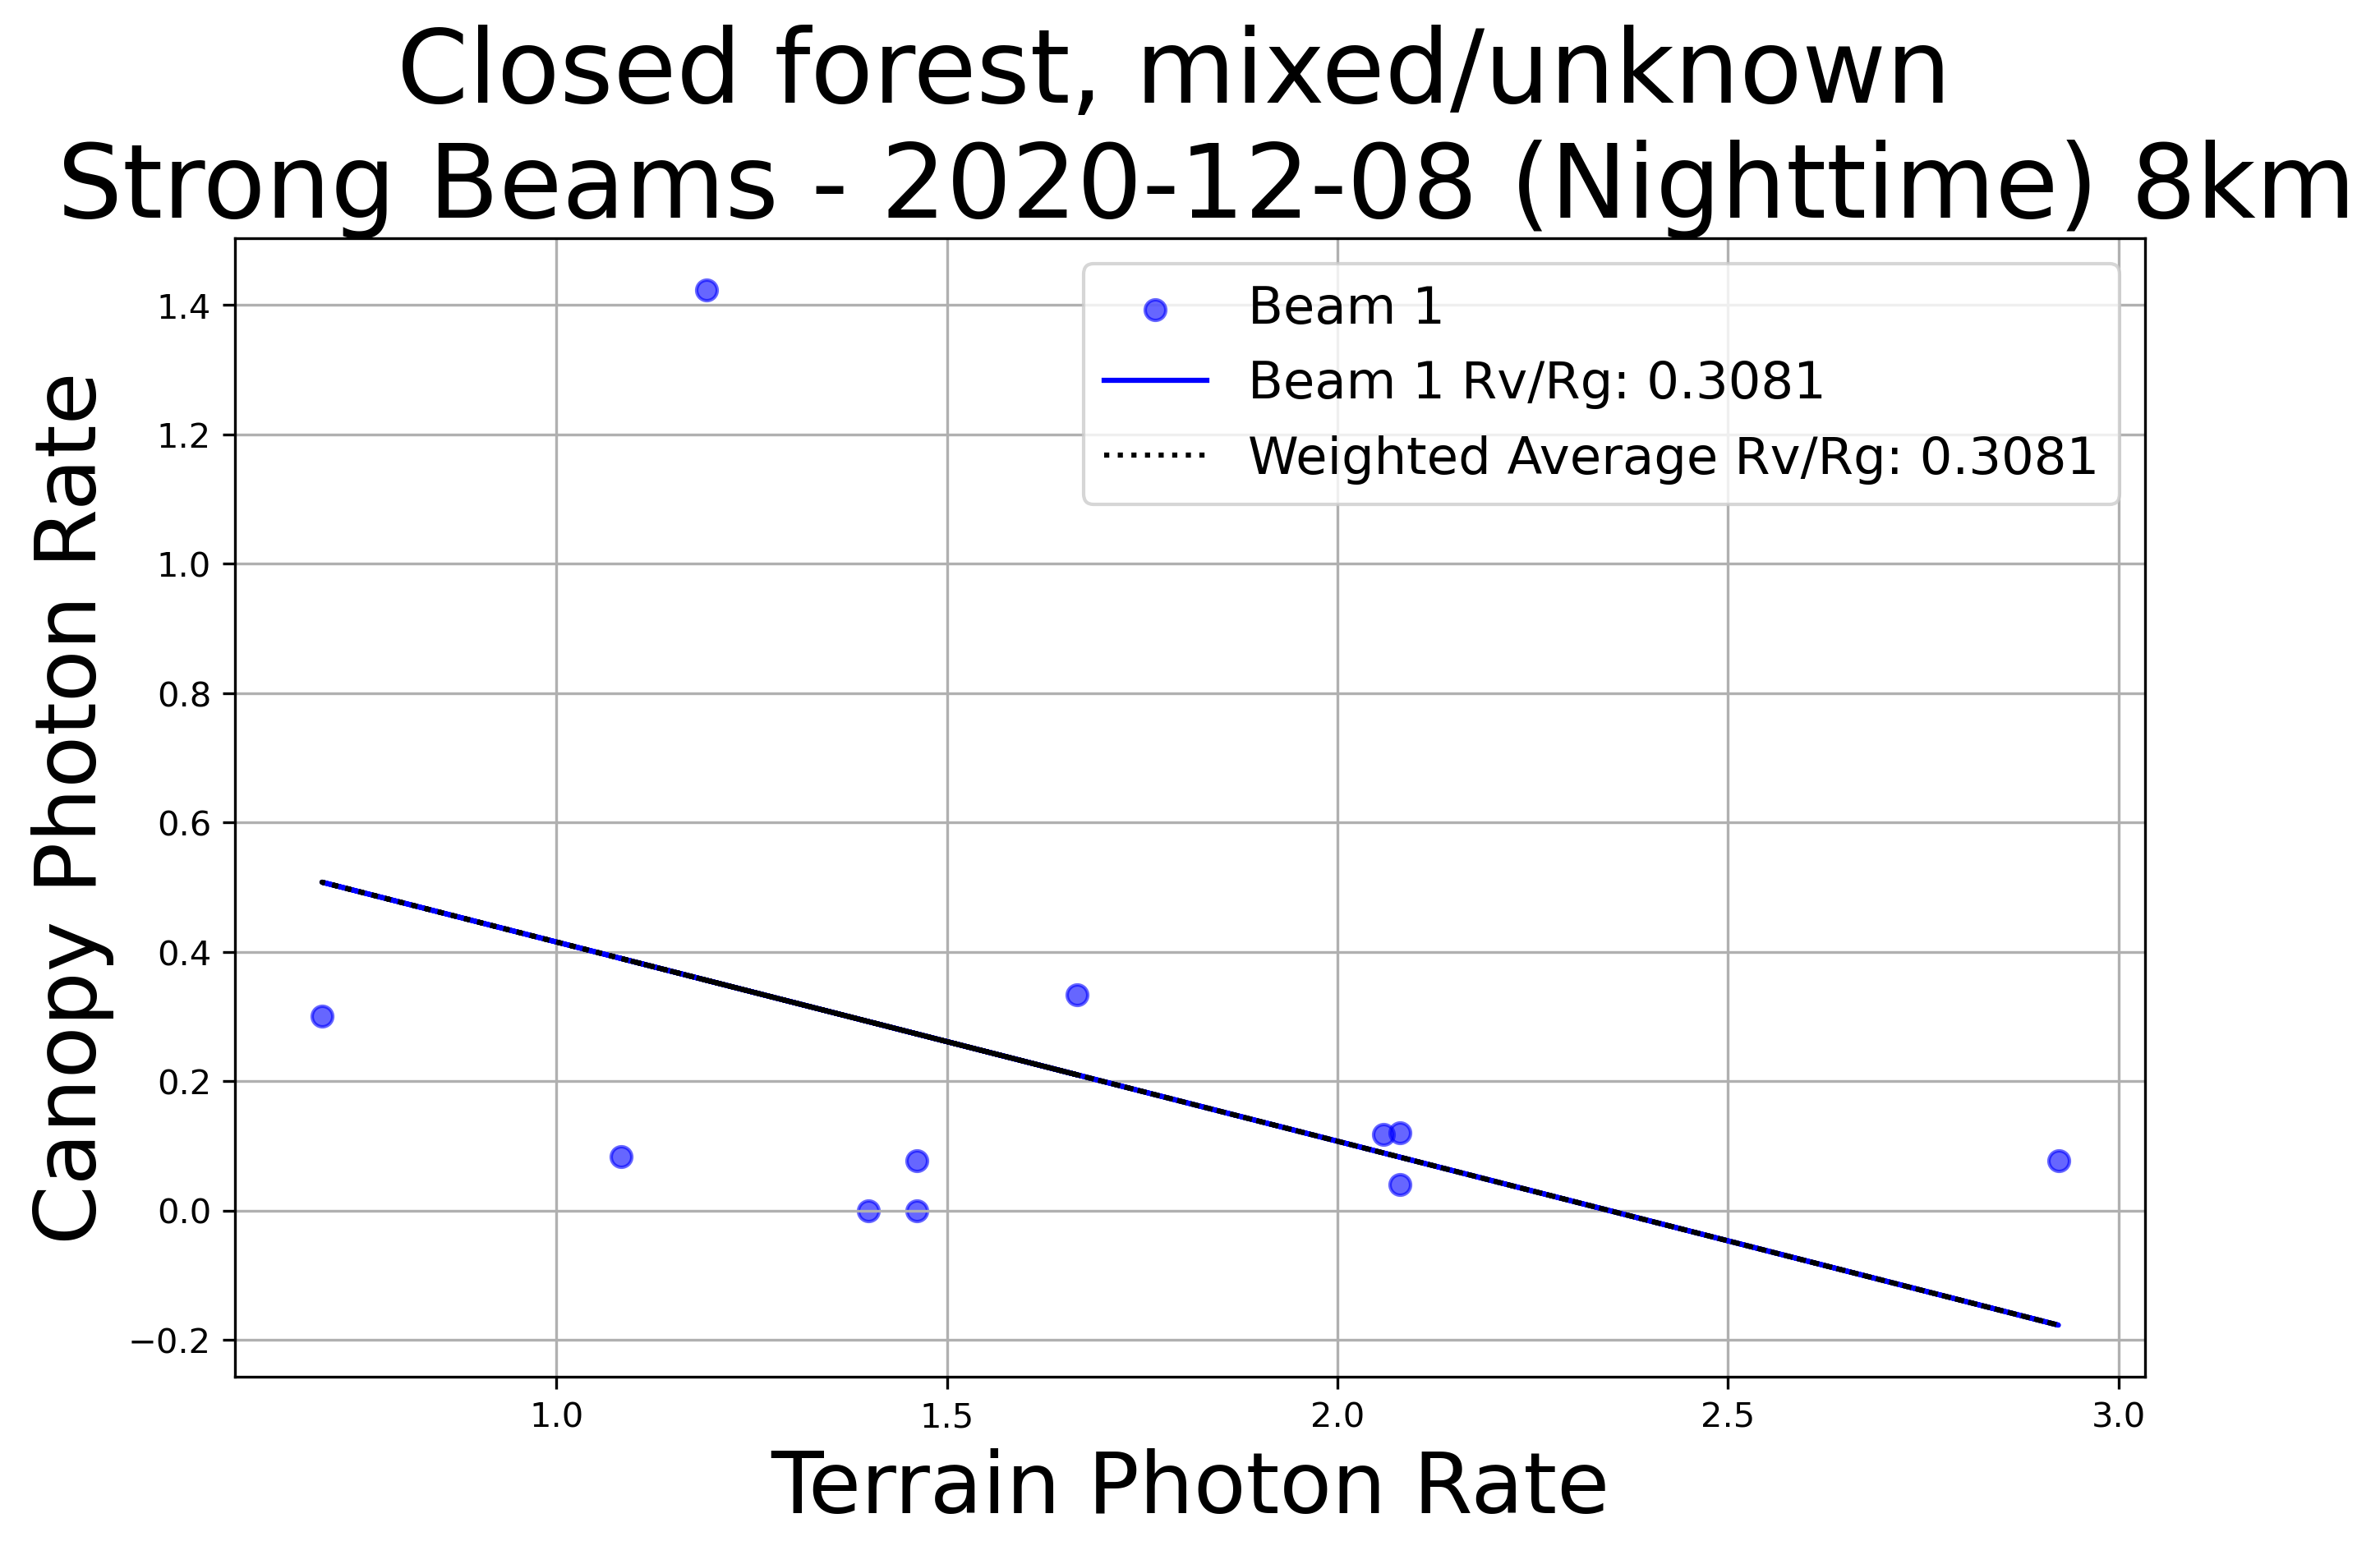 Closed forest, mixed/unknown
Strong Beams - 2020-12-08 (Nighttime) 8km
Beam 1
Beam 1 Rv/Rg: 0.3081
Weighted Average Rv/Rg: 0.3081
Canopy Photon Rate
1.4
1.2
1.0
0.8
0.6
0.4
0.2
0.0
−0.2
1.0 1.5 2.0 2.5 3.0
Terrain Photon Rate